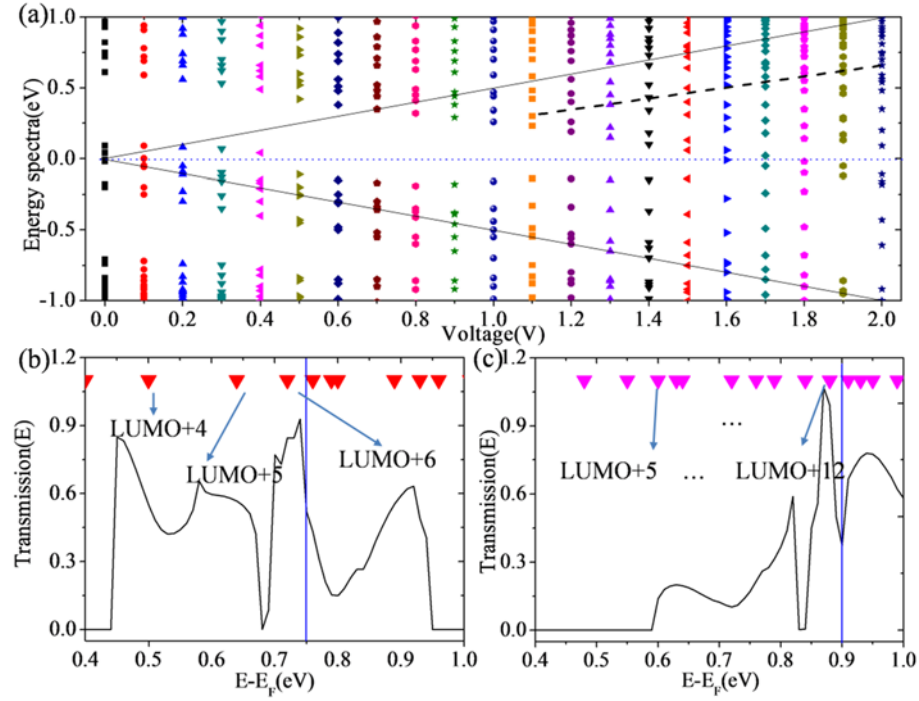 (a)
Energy spectra(eV)
1.0
0.5
0.0
-0.5
-1.0
0.0 0.2 0.4 0.6 0.8 1.0 1.2 1.4 1.6 1.8 2.0
Voltage(V)
(b)
Transmission(E)
1.2
0.9
0.6
0.3
0.0
LUMO+4
LUMO+5
LUMO+6
0.4 0.5 0.6 0.7 0.8 0.9 1.0
E-EF(eV)
(c)
Transmission(E)
1.2
0.9
0.6
0.3
0.0
...
LUMO+5 ... LUMO+12
0.4 0.5 0.6 0.7 0.8 0.9 1.0
E-EF(eV)